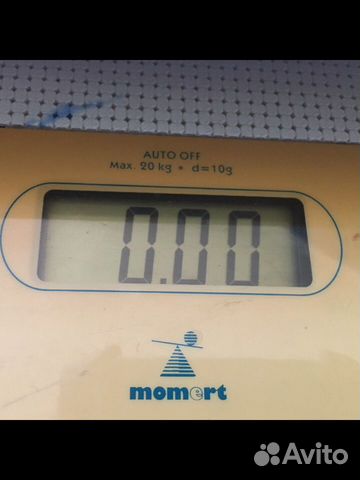 AUTO OFF
Max. 20 kg • d=10g
0.00
momert
Avito